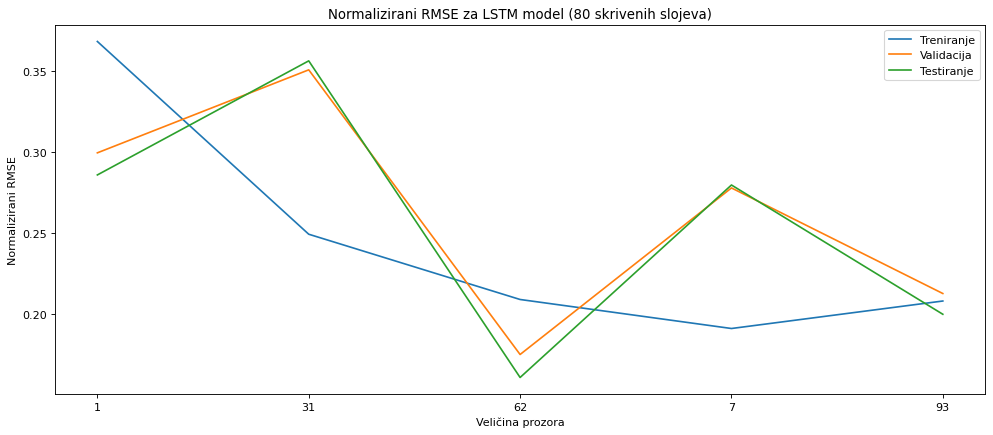 Normalizirani RMSE za LSTM model (80 skrivenih slojeva)
Treniranje
Validacija
Testiranje
Normalizirani RMSE
0.35
0.30
0.25
0.20
1 31 62 7 93
Veličina prozora